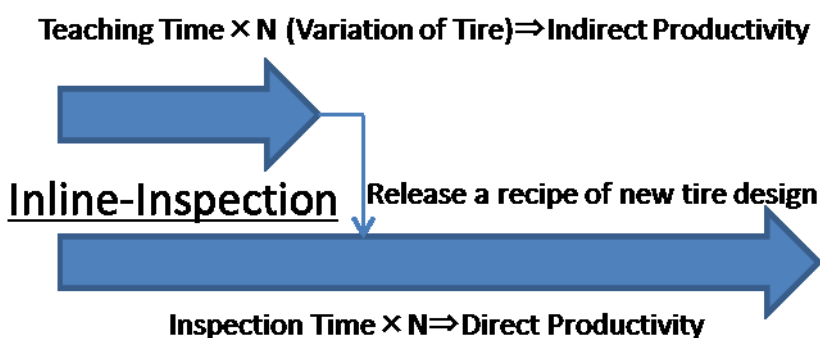 Teaching Time×N (Variation of Tire)⇒Indirect Productivity
Inline-Inspection
Release a recipe of new tire design
Inspection Time×N⇒Direct Productivity